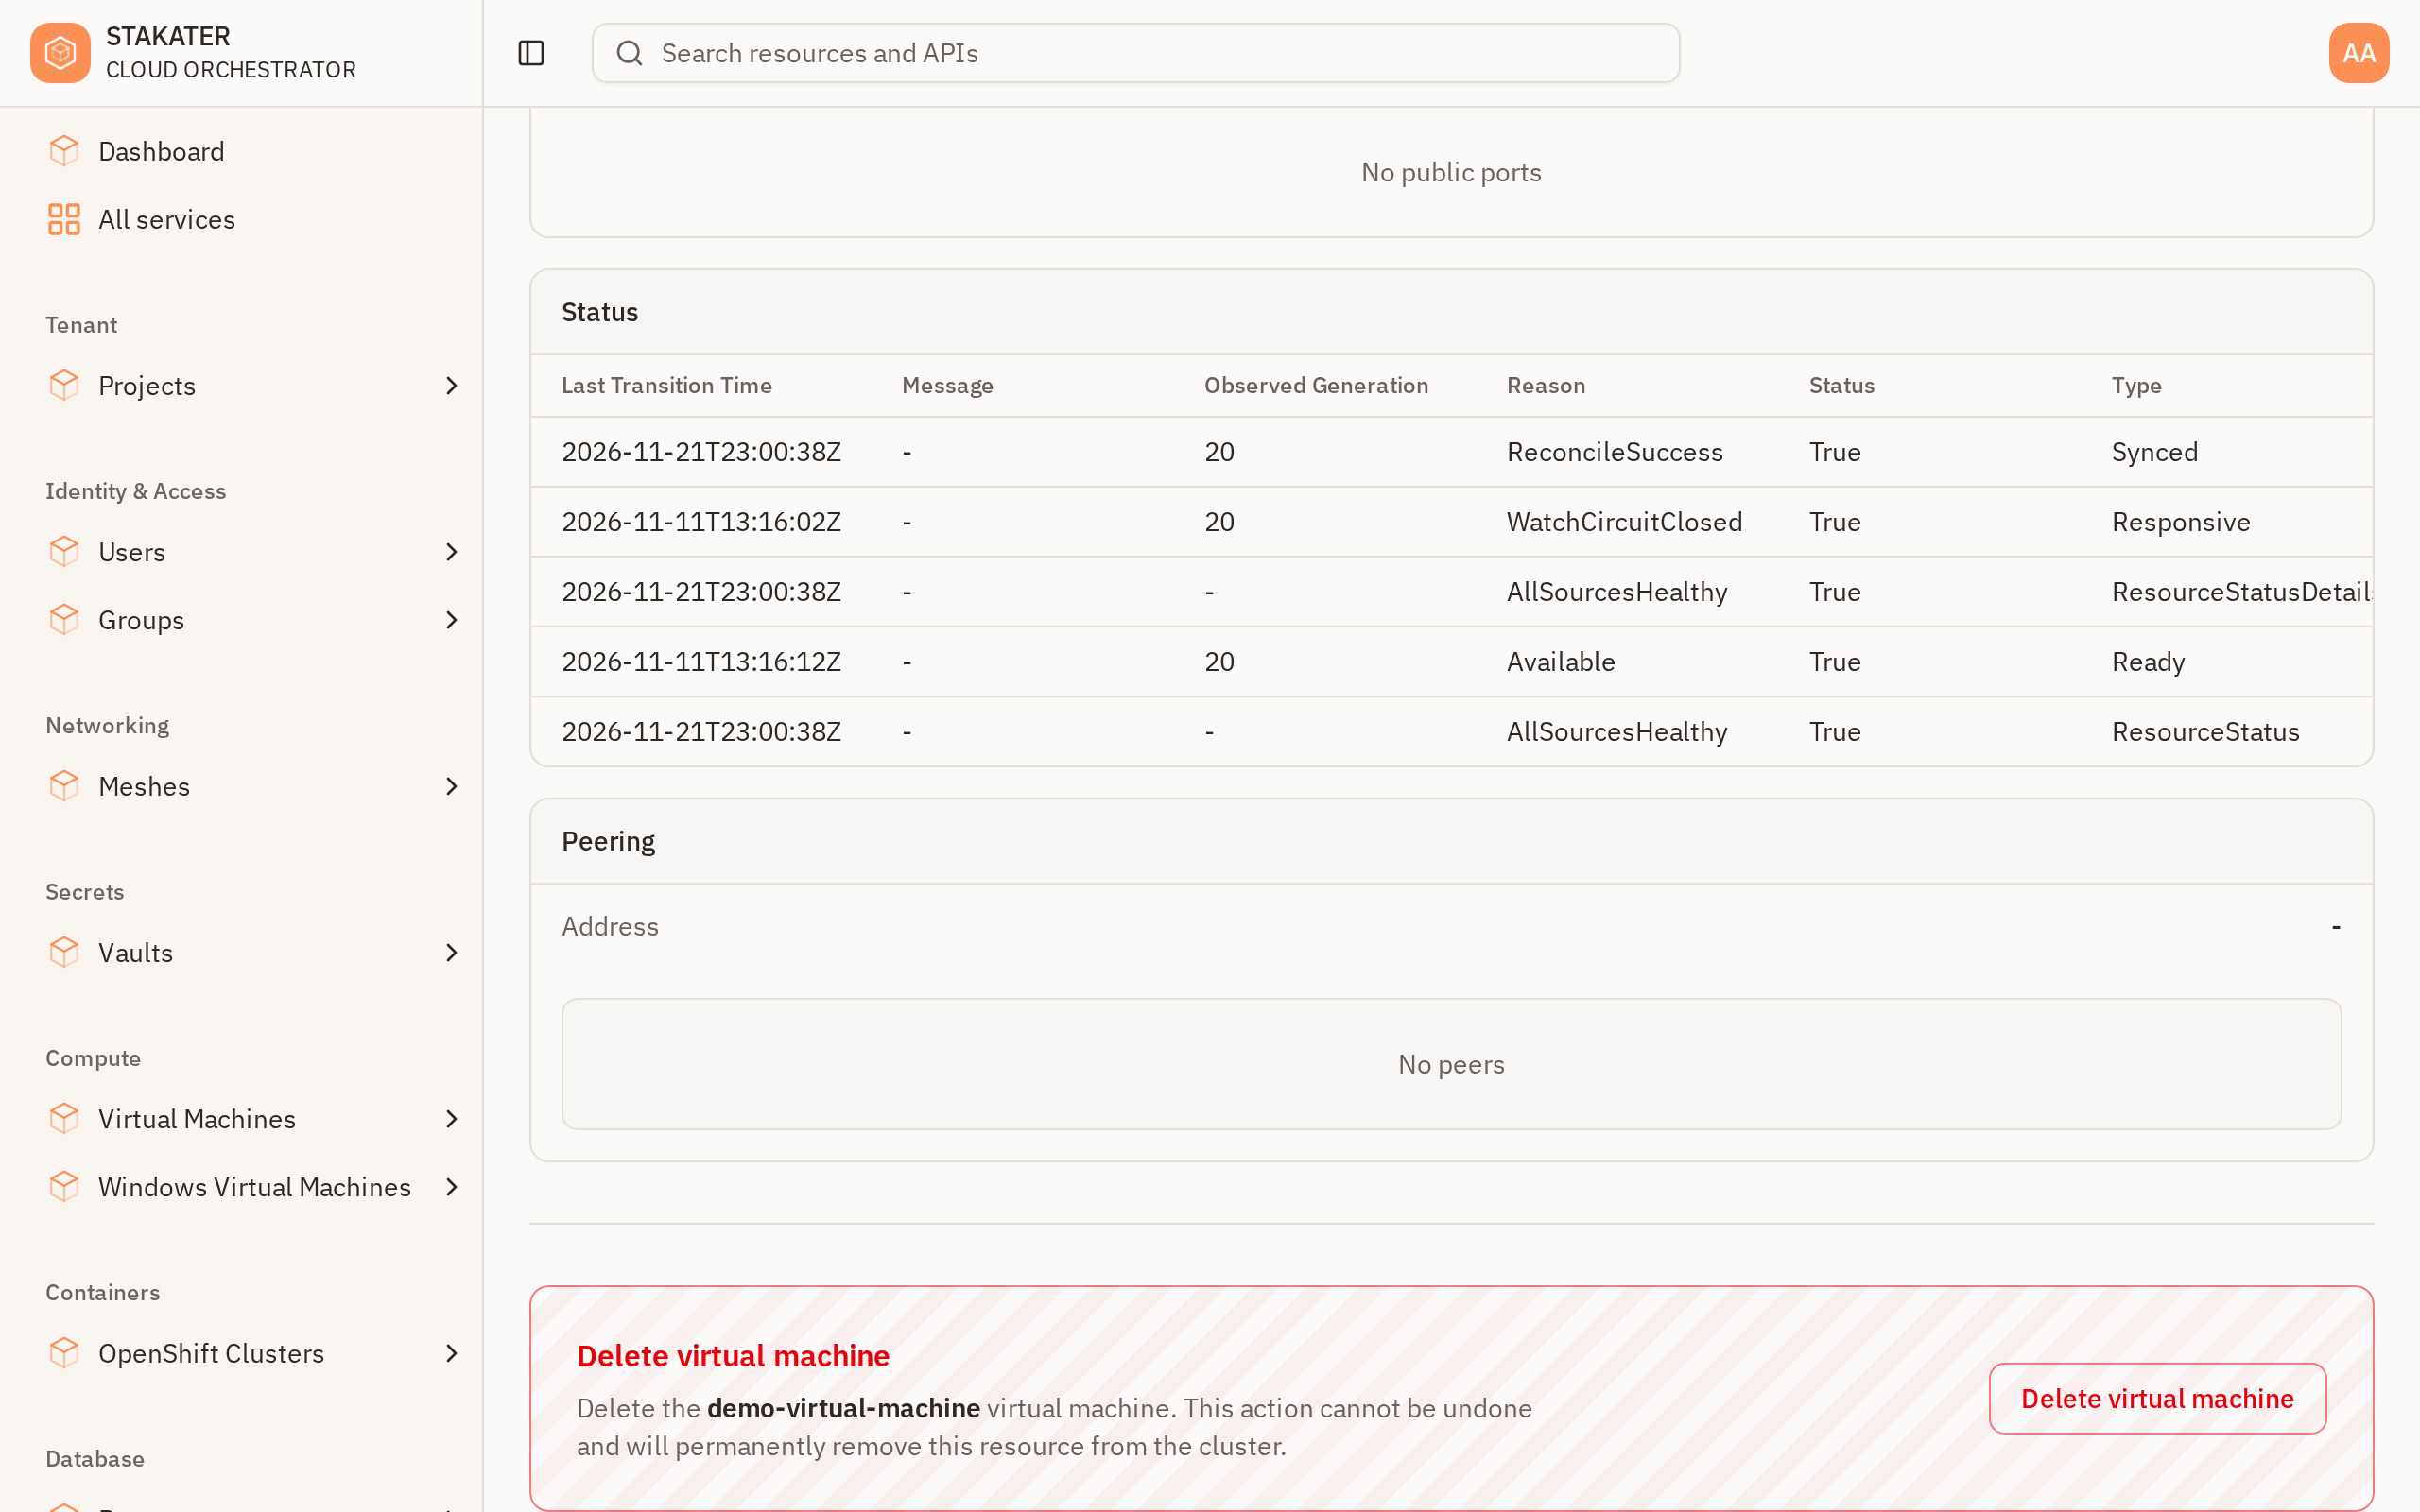 STAKATER
CLOUD ORCHESTRATOR
Search resources and APIs
AA
Dashboard
All services
Tenant
Projects
Identity & Access
Users
Groups
Networking
Meshes
Secrets
Vaults
Compute
Virtual Machines
Windows Virtual Machines
Containers
OpenShift Clusters
Database
No public ports
Status
Last Transition Time Message Observed Generation Reason Status Type
2026-11-21T23:00:38Z - 20 ReconcileSuccess True Synced
2026-11-11T13:16:02Z - 20 WatchCircuitClosed True Responsive
2026-11-21T23:00:38Z - - AllSourcesHealthy True ResourceStatusDetails
2026-11-11T13:16:12Z - 20 Available True Ready
2026-11-21T23:00:38Z - - AllSourcesHealthy True ResourceStatus
Peering
Address -
No peers
Delete virtual machine
Delete the demo-virtual-machine virtual machine. This action cannot be undone
and will permanently remove this resource from the cluster.
Delete virtual machine